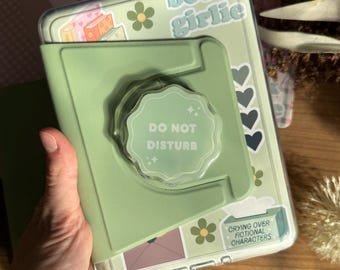 girlie
DO NOT
DISTURB
CRYING OVER
FICTIONAL
CHARACTERS